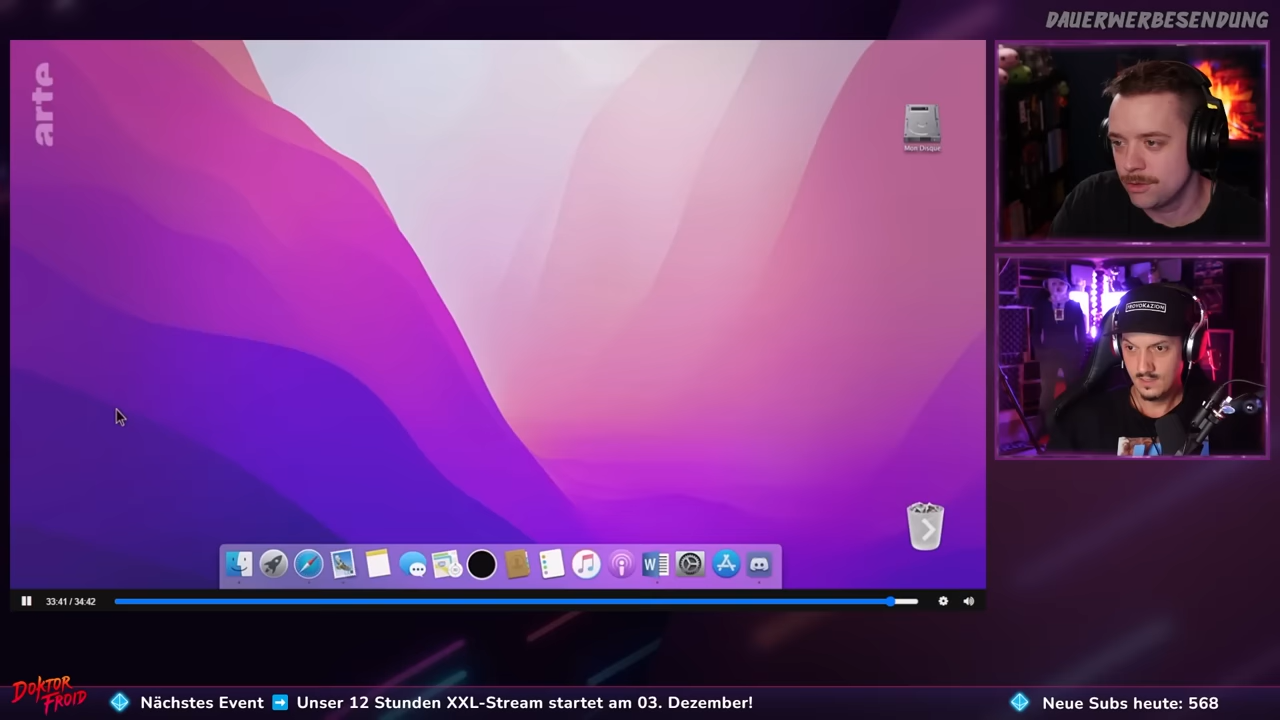 DAUERWERBESENDUNG
arte
Mon Disque
PROVOKAZION
W
33:41 / 34:42
DOKTOR
FROID
Nächstes Event ➡ Unser 12 Stunden XXL-Stream startet am 03. Dezember!
Neue Subs heute: 568